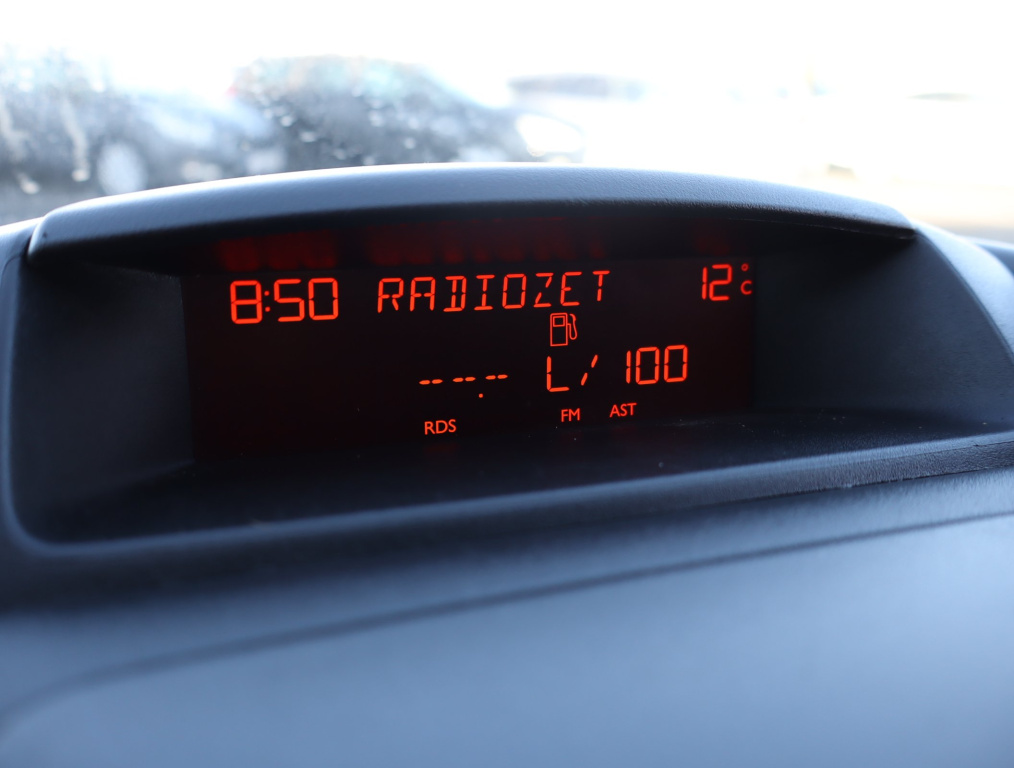 8:50 RADIOZET 12°C
-- --.-- L/100
RDS FM AST